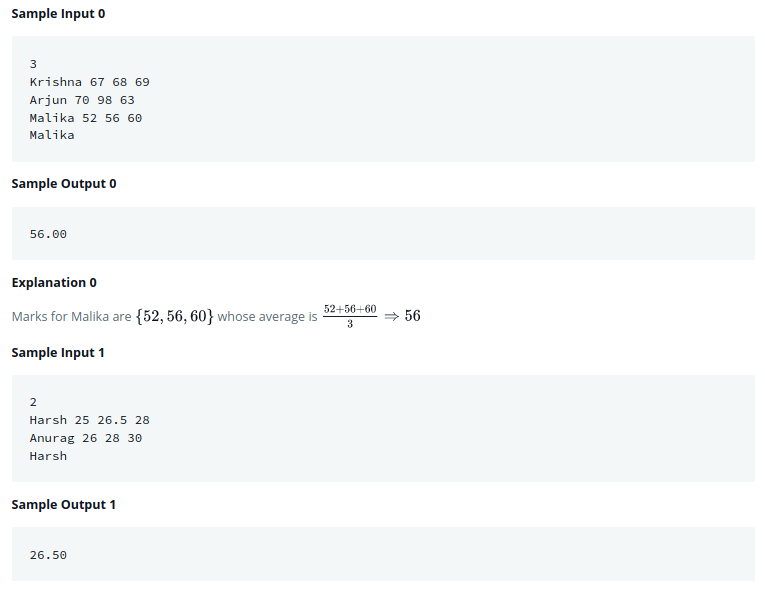 Sample Input 0
3
Krishna 67 68 69
Arjun 70 98 63
Malika 52 56 60
Malika
Sample Output 0
56.00
Explanation 0
Marks for Malika are {52, 56, 60} whose average is 52+56+60/3 ⇒ 56
Sample Input 1
2
Harsh 25 26.5 28
Anurag 26 28 30
Harsh
Sample Output 1
26.50